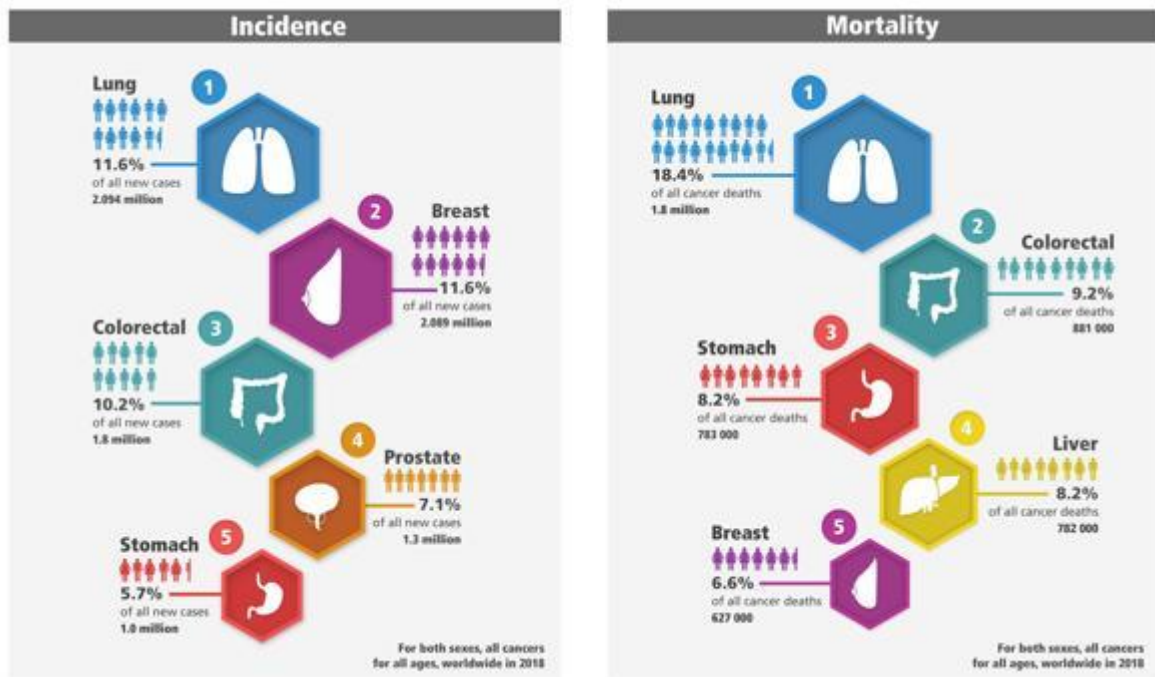 Incidence
Lung
1
11.6%
of all new cases
2.094 million
2
Breast
11.6%
of all new cases
2.089 million
Colorectal
3
10.2%
of all new cases
1.8 million
4
Prostate
7.1%
of all new cases
1.3 million
Stomach
5
5.7%
of all new cases
1.0 million
For both sexes, all cancers
for all ages, worldwide in 2018
Mortality
Lung
1
18.4%
of all cancer deaths
1.8 million
2
Colorectal
9.2%
of all cancer deaths
881 000
Stomach
3
8.2%
of all cancer deaths
783 000
4
Liver
8.2%
of all cancer deaths
782 000
Breast
5
6.6%
of all cancer deaths
627 000
For both sexes, all cancers
for all ages, worldwide in 2018